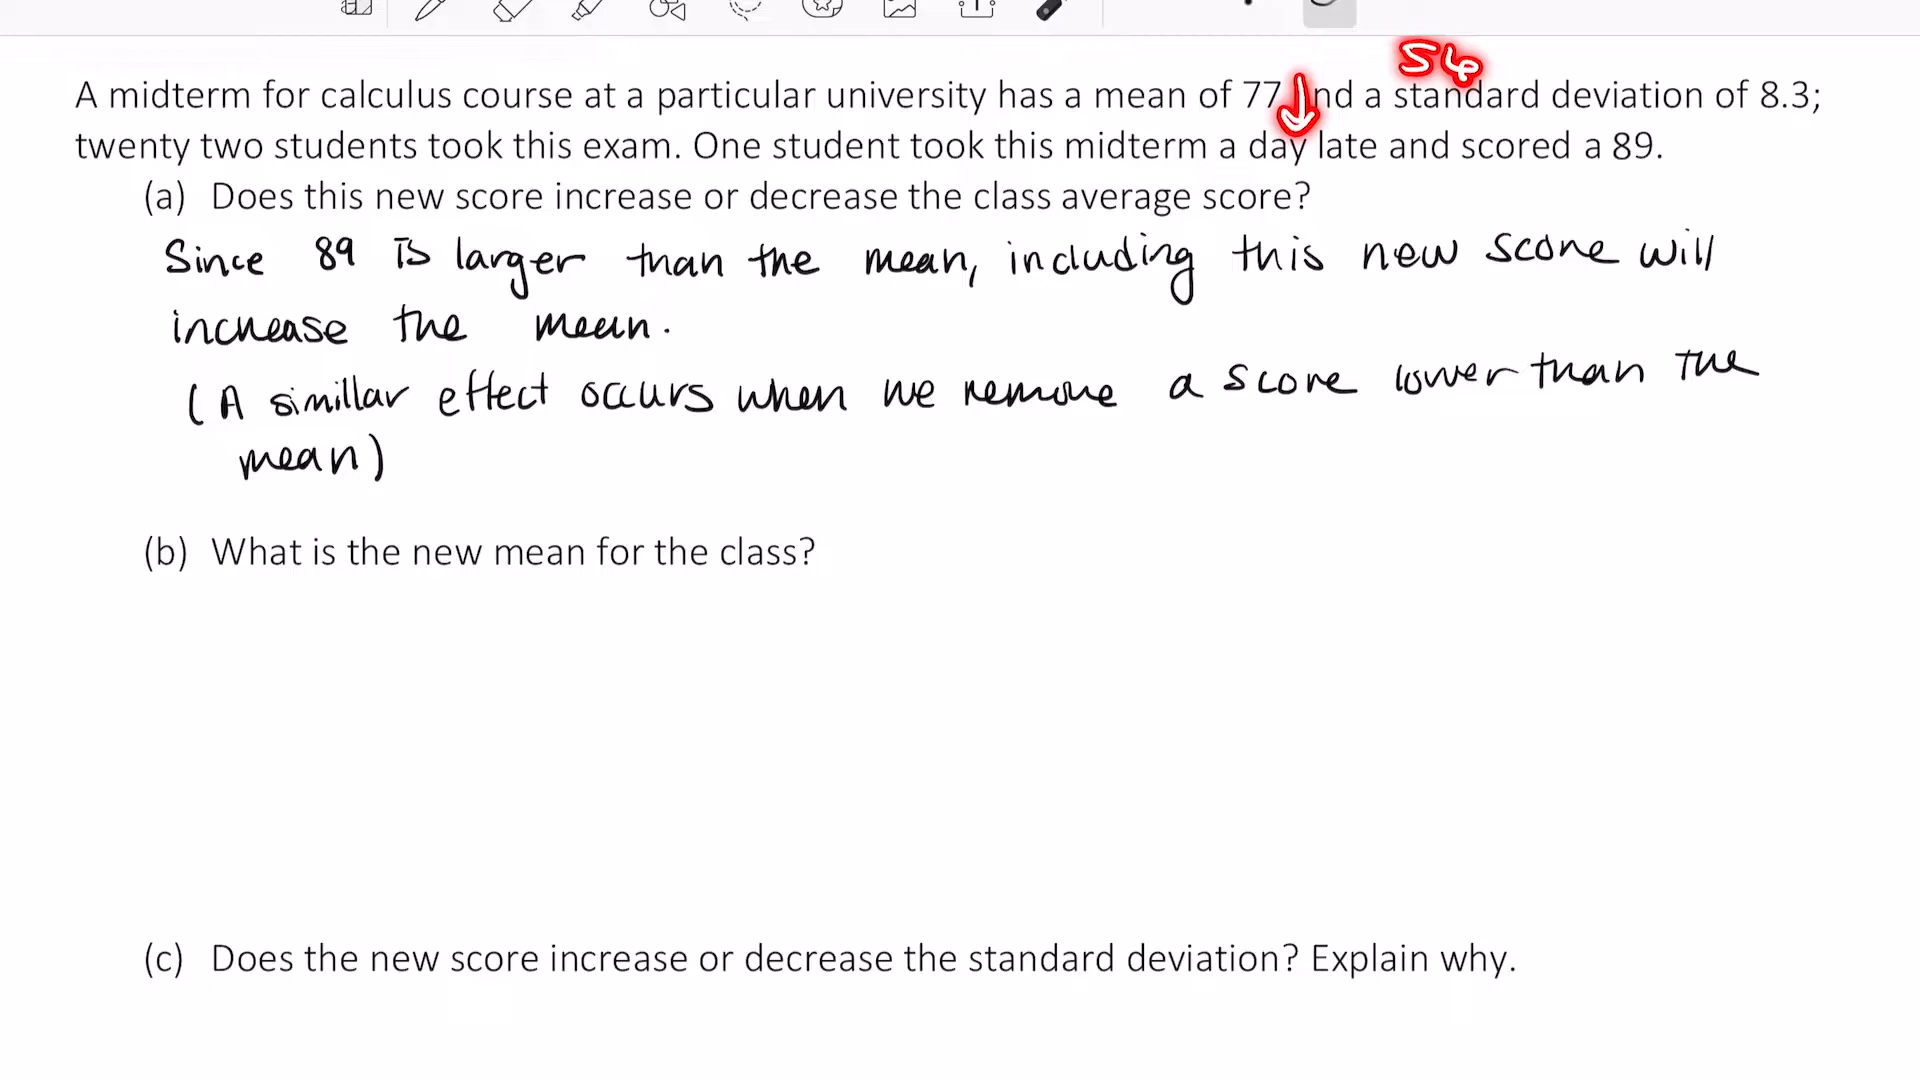 56
A midterm for calculus course at a particular university has a mean of 77 nd a standard deviation of 8.3;
twenty two students took this exam. One student took this midterm a day late and scored a 89.
(a) Does this new score increase or decrease the class average score?
Since 89 is larger than the mean, including this new score will
increase the mean.
(A simillar effect occurs when we remove a score lower than the
mean)
(b) What is the new mean for the class?
(c) Does the new score increase or decrease the standard deviation? Explain why.